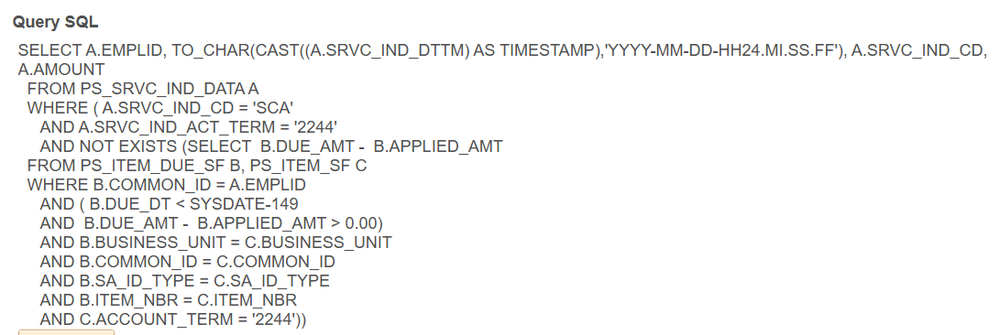 Query SQL
SELECT A.EMPLID, TO_CHAR(CAST((A.SRVC_IND_DTTM) AS TIMESTAMP),'YYYY-MM-DD-HH24.MI.SS.FF'), A.SRVC_IND_CD,
A.AMOUNT
FROM PS_SRVC_IND_DATA A
WHERE ( A.SRVC_IND_CD = 'SCA'
AND A.SRVC_IND_ACT_TERM = '2244'
AND NOT EXISTS (SELECT  B.DUE_AMT -  B.APPLIED_AMT
FROM PS_ITEM_DUE_SF B, PS_ITEM_SF C
WHERE B.COMMON_ID = A.EMPLID
AND ( B.DUE_DT < SYSDATE-149
AND  B.DUE_AMT -  B.APPLIED_AMT > 0.00)
AND B.BUSINESS_UNIT = C.BUSINESS_UNIT
AND B.COMMON_ID = C.COMMON_ID
AND B.SA_ID_TYPE = C.SA_ID_TYPE
AND B.ITEM_NBR = C.ITEM_NBR
AND C.ACCOUNT_TERM = '2244'))